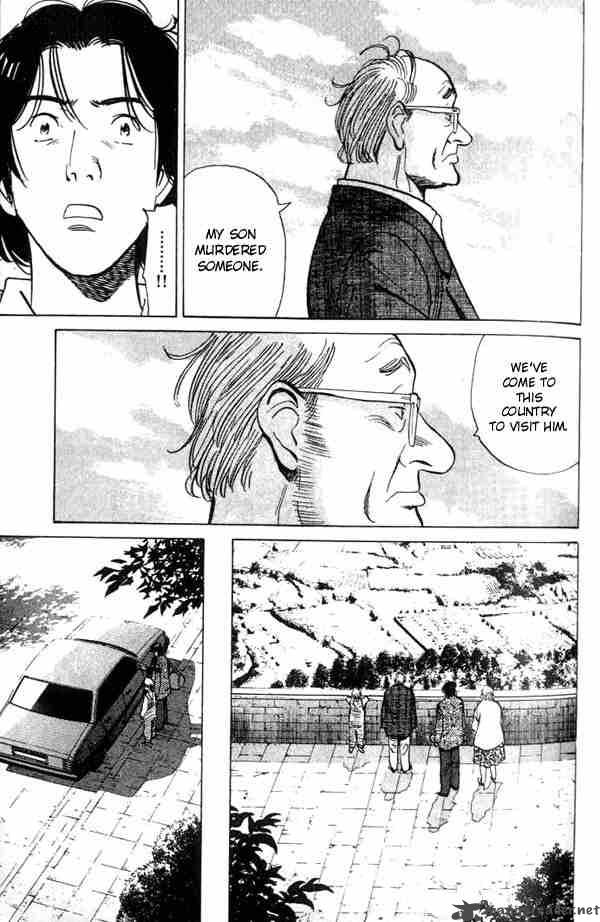 MY SON
MURDERED
SOMEONE.
.........!!
WE'VE
COME TO
THIS
COUNTRY
TO VISIT HIM.